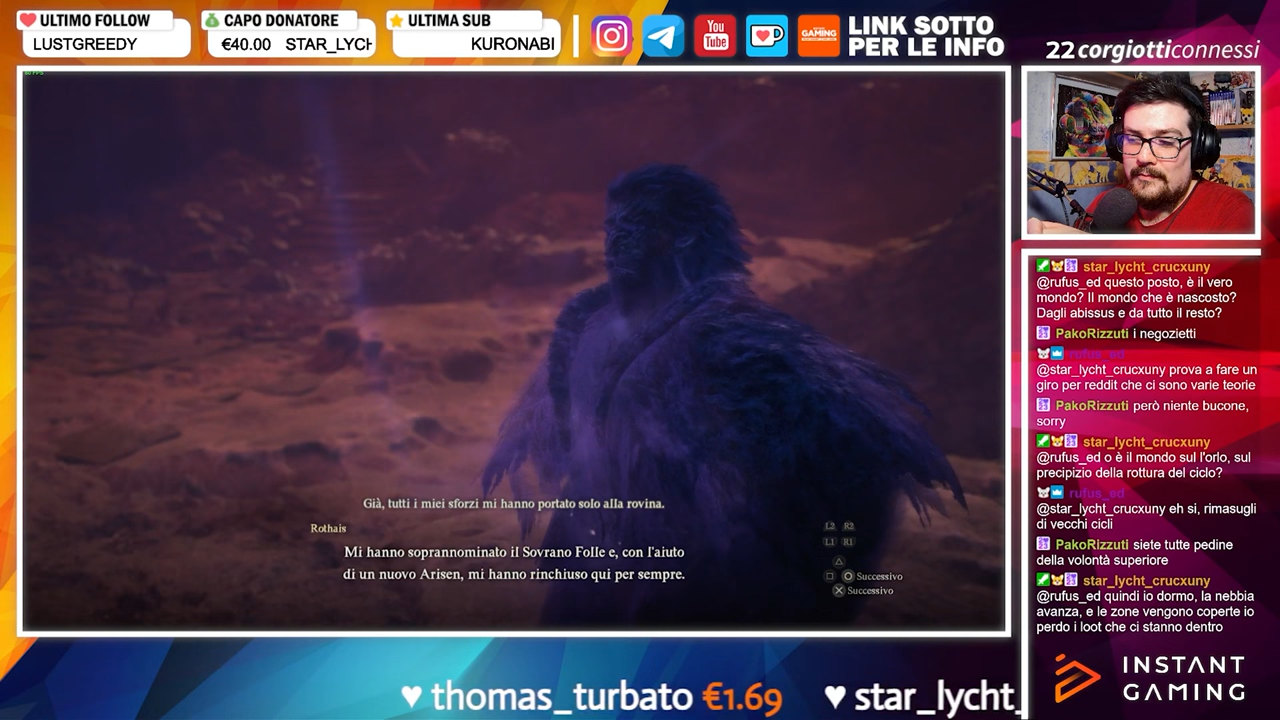 ULTIMO FOLLOW
LUSTGREEDY
CAPO DONATORE
€40.00 STAR_LYCH
ULTIMA SUB
KURONABI
You
Tube
GAMING
LINK SOTTO
PER LE INFO
22corgiotticonnessi
Già, tutti i miei sforzi mi hanno portato solo alla rovina.
Rothais
Mi hanno soprannominato il Sovrano Folle e, con l'aiuto
di un nuovo Arisen, mi hanno rinchiuso qui per sempre.
L2 R2
L1 R1
Successivo
Successivo
star_lycht_crucxuny
@rufus_ed questo posto, è il vero
mondo? Il mondo che è nascosto?
Dagli abissus e da tutto il resto?
PakoRizzuti i negozietti
rufus_ed
@star_lycht_crucxuny prova a fare un
giro per reddit che ci sono varie teorie
PakoRizzuti però niente bucone,
sorry
star_lycht_crucxuny
@rufus_ed o è il mondo sul l'orlo, sul
precipizio della rottura del ciclo?
rufus_ed
@star_lycht_crucxuny eh si, rimasugli
di vecchi cicli
PakoRizzuti siete tutte pedine
della volontà superiore
star_lycht_crucxuny
@rufus_ed quindi io dormo, la nebbia
avanza, e le zone vengono coperte io
perdo i loot che ci stanno dentro
INSTANT
GAMING
thomas_turbato €1.69 star_lycht_